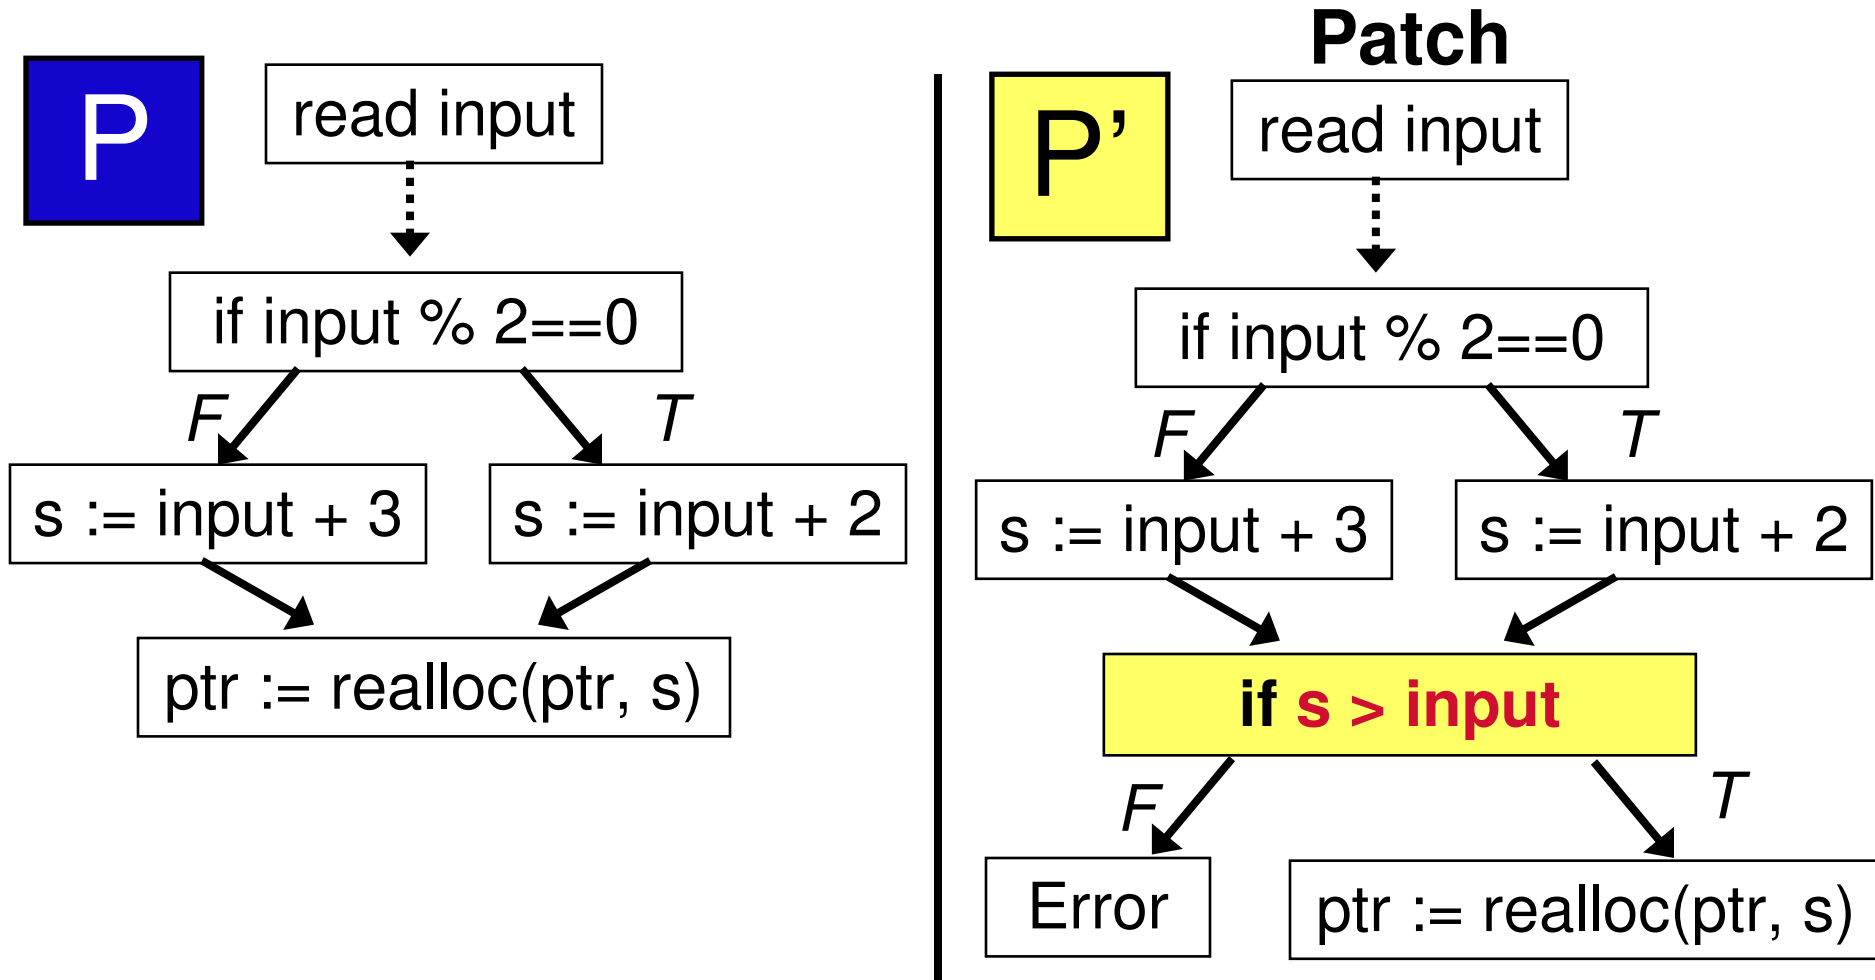 P
read input
if input % 2==0
F
T
s := input + 3
s := input + 2
ptr := realloc(ptr, s)
Patch
P’
read input
if input % 2==0
F
T
s := input + 3
s := input + 2
if s > input
F
T
Error
ptr := realloc(ptr, s)